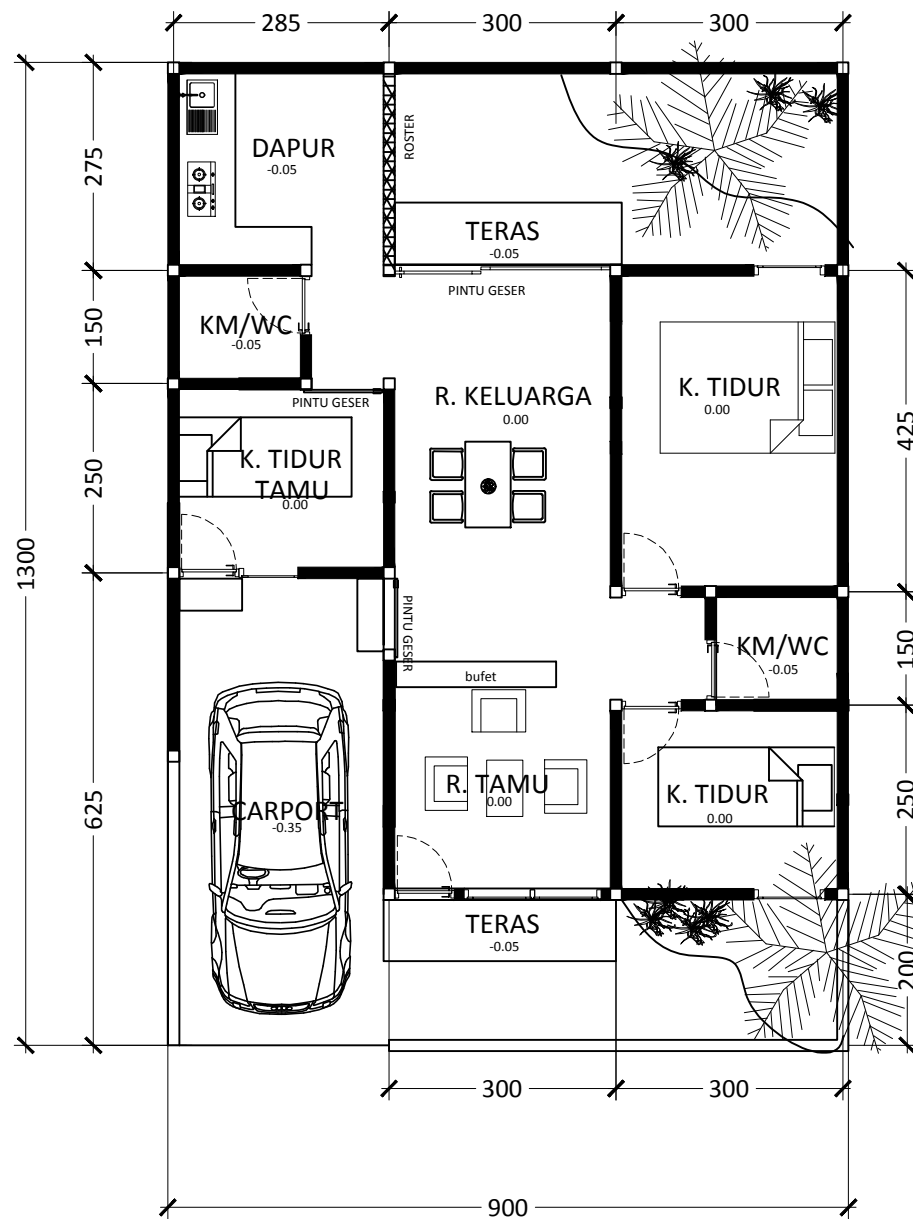 285
300
300
DAPUR
-0.05
ROSTER
275
TERAS
-0.05
PINTU GESER
KM/WC
-0.05
150
PINTU GESER
R. KELUARGA
0.00
K. TIDUR
0.00
425
K. TIDUR
TAMU
0.00
250
1300
PINTU GESER
KM/WC
-0.05
150
bufet
R. TAMU
0.00
K. TIDUR
0.00
250
CARPORT
-0.35
625
TERAS
-0.05
200
300
300
900